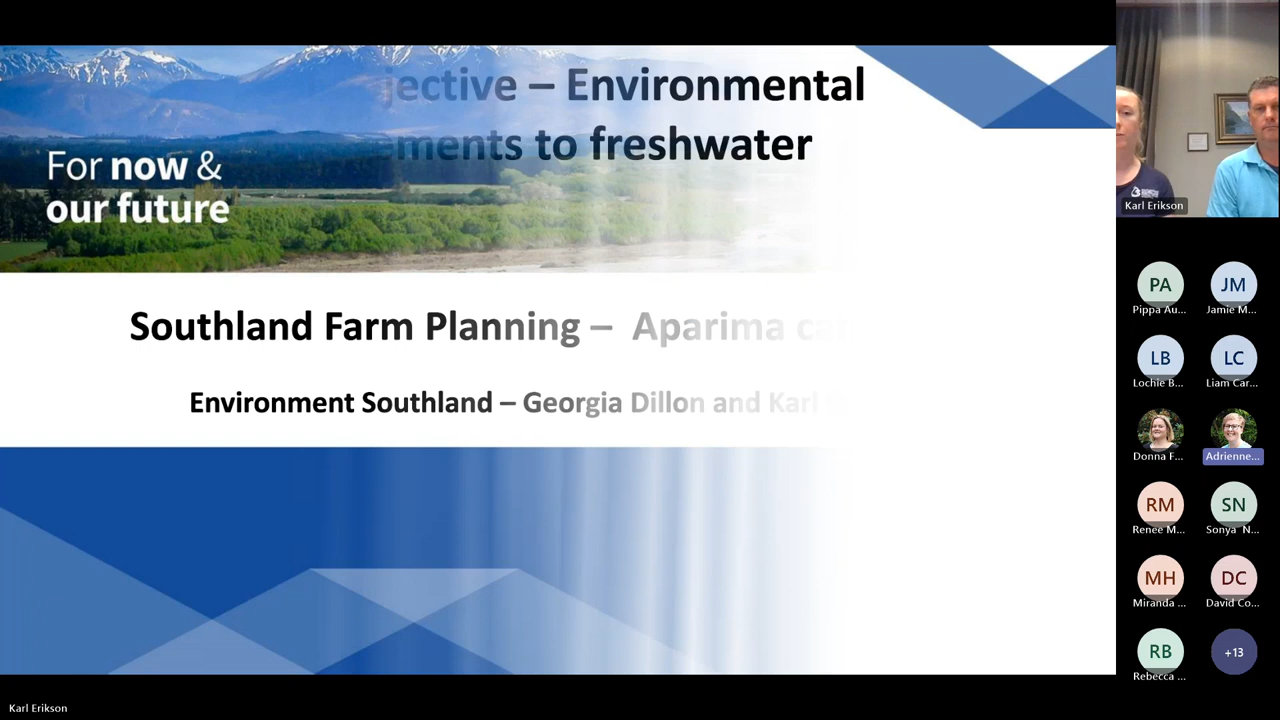 jective – Environmental
ements to freshwater
For now &
our future
Southland Farm Planning – Aparima
Environment Southland – Georgia Dillon and Karl
Karl Erikson
PA
Pippa Au...
JM
Jamie M...
LB
Lochie B...
LC
Liam Car...
Donna F...
Adrienne...
RM
Renee M...
SN
Sonya N...
MH
Miranda ...
DC
David Co...
RB
Rebecca ...
+13
Karl Erikson